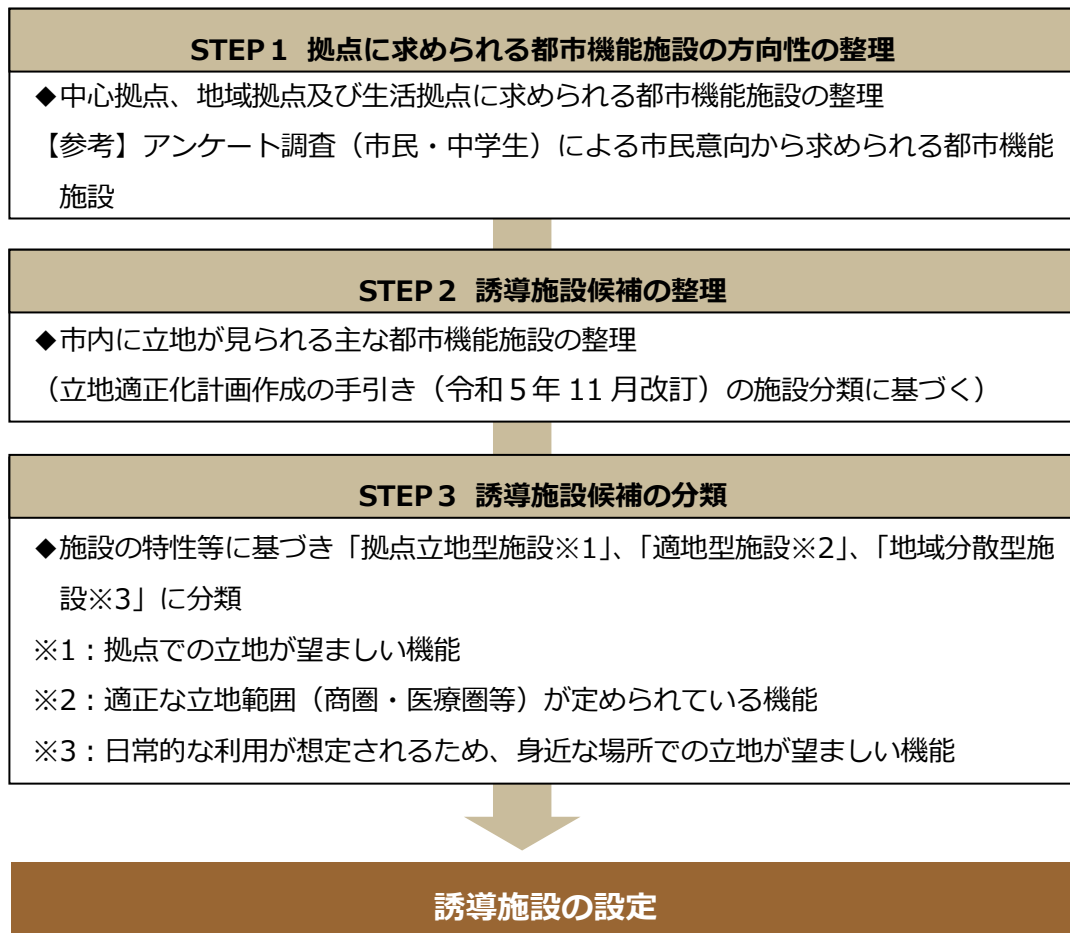 STEP１ 拠点に求められる都市機能施設の方向性の整理
◆中心拠点、地域拠点及び生活拠点に求められる都市機能施設の整理
【参考】アンケート調査（市民・中学生）による市民意向から求められる都市機能
施設
STEP２ 誘導施設候補の整理
◆市内に立地が見られる主な都市機能施設の整理
（立地適正化計画作成の手引き（令和５年 11 月改訂）の施設分類に基づく）
STEP３ 誘導施設候補の分類
◆施設の特性等に基づき「拠点立地型施設※1」、「適地型施設※2」、「地域分散型施
設※3」に分類
※1：拠点での立地が望ましい機能
※2：適正な立地範囲（商圏・医療圏等）が定められている機能
※3：日常的な利用が想定されるため、身近な場所での立地が望ましい機能
誘導施設の設定